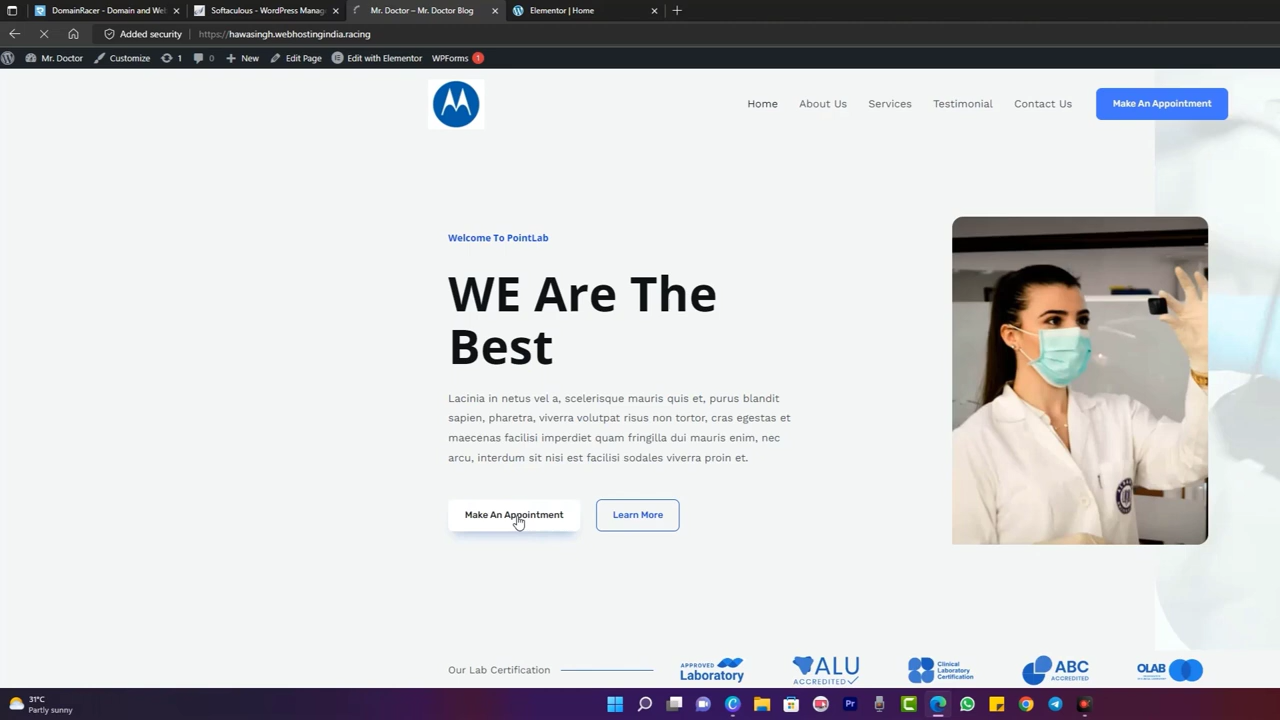 DomainRacer - Domain and Web
Softaculous - WordPress Manag
Mr. Doctor – Mr. Doctor Blog
Elementor | Home
Added security
https://hawasingh.webhostingindia.racing
Mr. Doctor
Customize
1
0
New
Edit Page
Edit with Elementor
WPForms
1
Home
About Us
Services
Testimonial
Contact Us
Make An Appointment
Welcome To PointLab
WE Are The
Best
Lacinia in netus vel a, scelerisque mauris quis et, purus blandit
sapien, pharetra, viverra volutpat risus non tortor, cras egestas et
maecenas facilisi imperdiet quam fringilla dui mauris enim, nec
arcu, interdum sit nisi est facilisi sodales viverra proin et.
Make An Appointment
Learn More
Our Lab Certification
APPROVED
Laboratory
ALU
ACCREDITED
Clinical
Laboratory
Certification
ABC
ACCREDITED
OLAB
31°C
Partly sunny